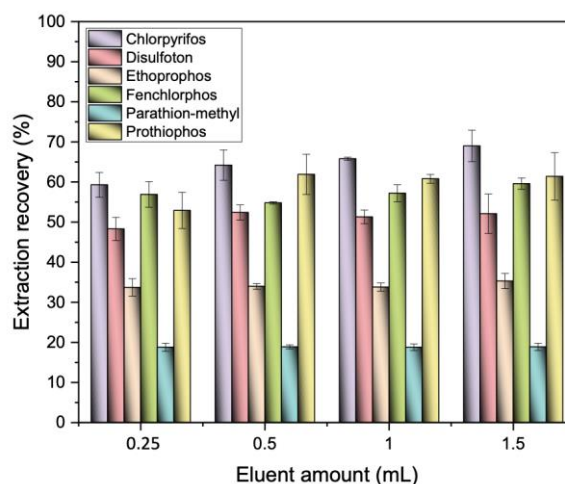 100
90
80
70
60
50
40
30
20
10
0
Extraction recovery (%)
Chlorpyrifos
Disulfoton
Ethoprophos
Fenchlorphos
Parathion-methyl
Prothiophos
0.25 0.5 1 1.5
Eluent amount (mL)